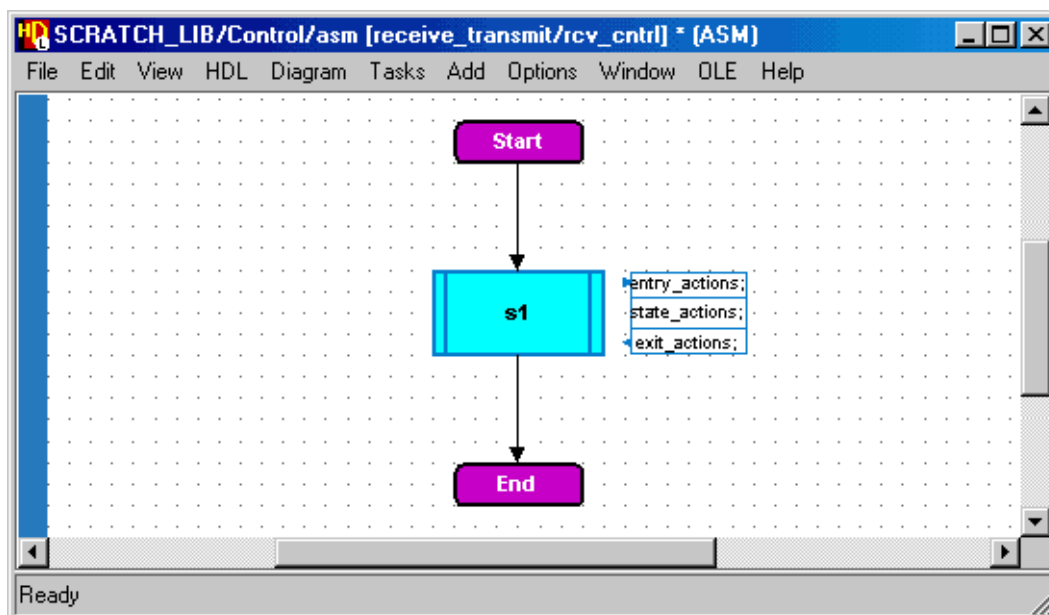 HDL SCRATCH_LIB/Control/asm [receive_transmit/rcv_cntrl] * (ASM)
File Edit View HDL Diagram Tasks Add Options Window OLE Help
Start
s1
entry_actions;
state_actions;
exit_actions;
End
Ready